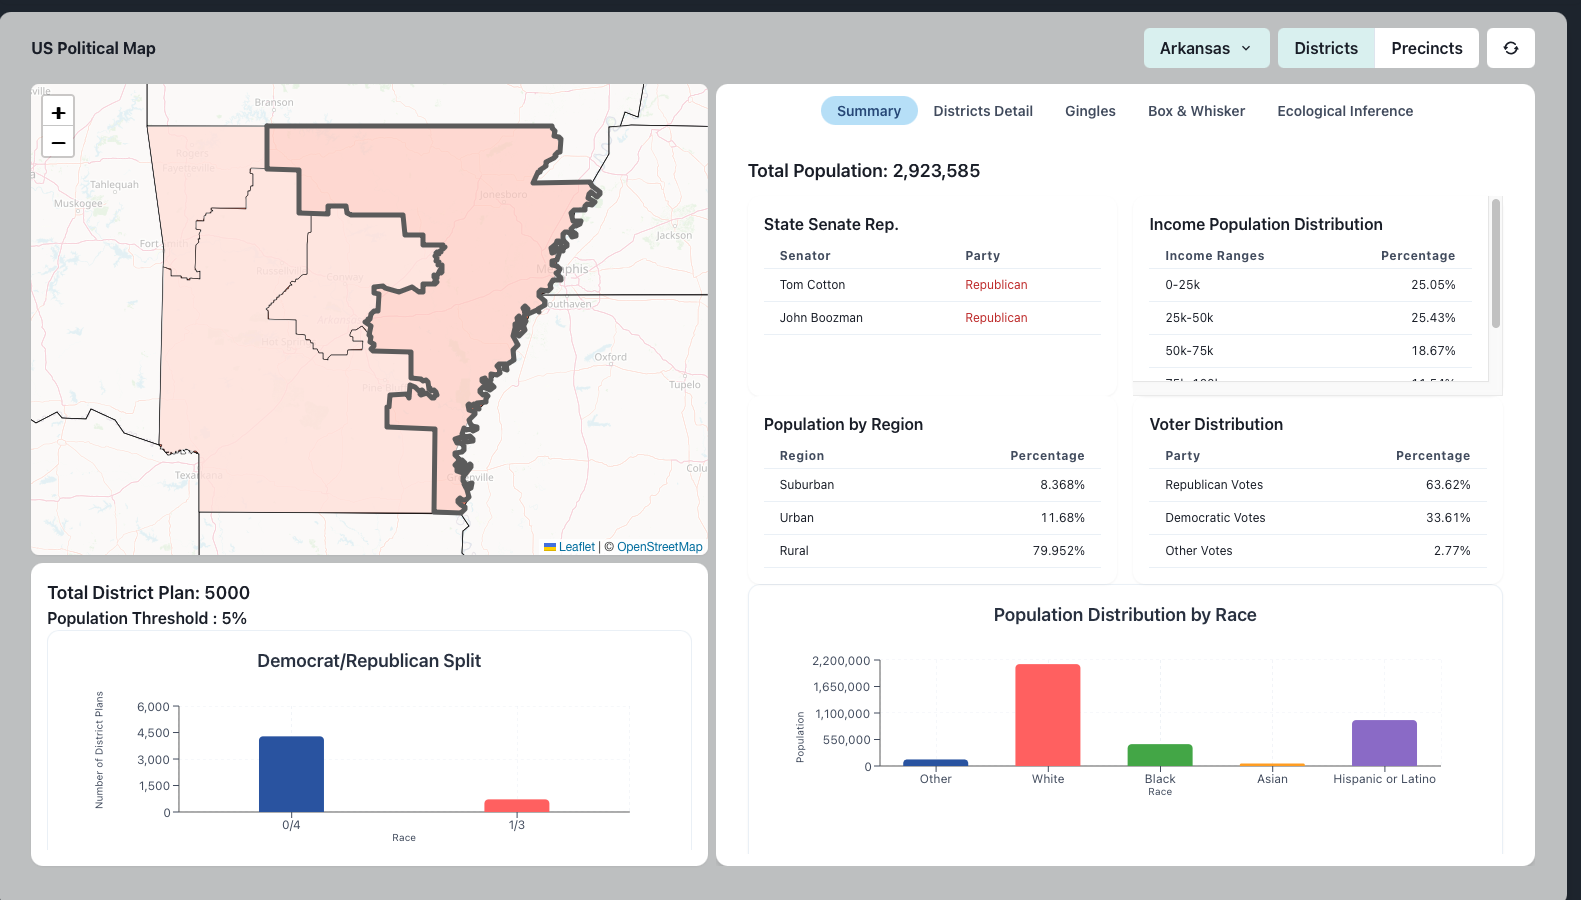 US Political Map
Arkansas
Districts
Precincts
+
−
Branson
Rogers
Fayetteville
Tahlequah
Muskogee
Jonesboro
Jackson
Fort Smith
Russellville
Conway
Memphis
Southaven
Hot Springs
Oxford
Tupelo
Pine Bluff
Texarkana
Greenville
Colu
Leaflet | © OpenStreetMap
Total District Plan: 5000
Population Threshold : 5%
Democrat/Republican Split
Number of District Plans
6,000
4,500
3,000
1,500
0
0/4
1/3
Race
Summary
Districts Detail
Gingles
Box & Whisker
Ecological Inference
Total Population: 2,923,585
State Senate Rep.
Senator Party
Tom Cotton Republican
John Boozman Republican
Income Population Distribution
Income Ranges Percentage
0-25k 25.05%
25k-50k 25.43%
50k-75k 18.67%
75k-100k 11.54%
Population by Region
Region Percentage
Suburban 8.368%
Urban 11.68%
Rural 79.952%
Voter Distribution
Party Percentage
Republican Votes 63.62%
Democratic Votes 33.61%
Other Votes 2.77%
Population Distribution by Race
Population
2,200,000
1,650,000
1,100,000
550,000
0
Other
White
Black
Asian
Hispanic or Latino
Race